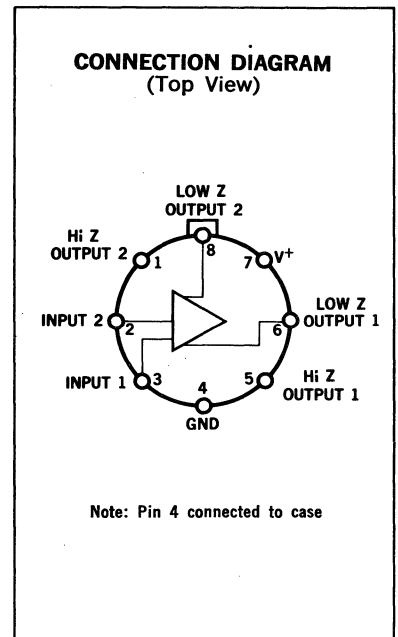 CONNECTION DIAGRAM
(Top View)
LOW Z
OUTPUT 2
8
Hi Z
OUTPUT 2
1
7
V+
INPUT 2
2
LOW Z
OUTPUT 1
6
INPUT 1
3
4
GND
5
Hi Z
OUTPUT 1
Note: Pin 4 connected to case